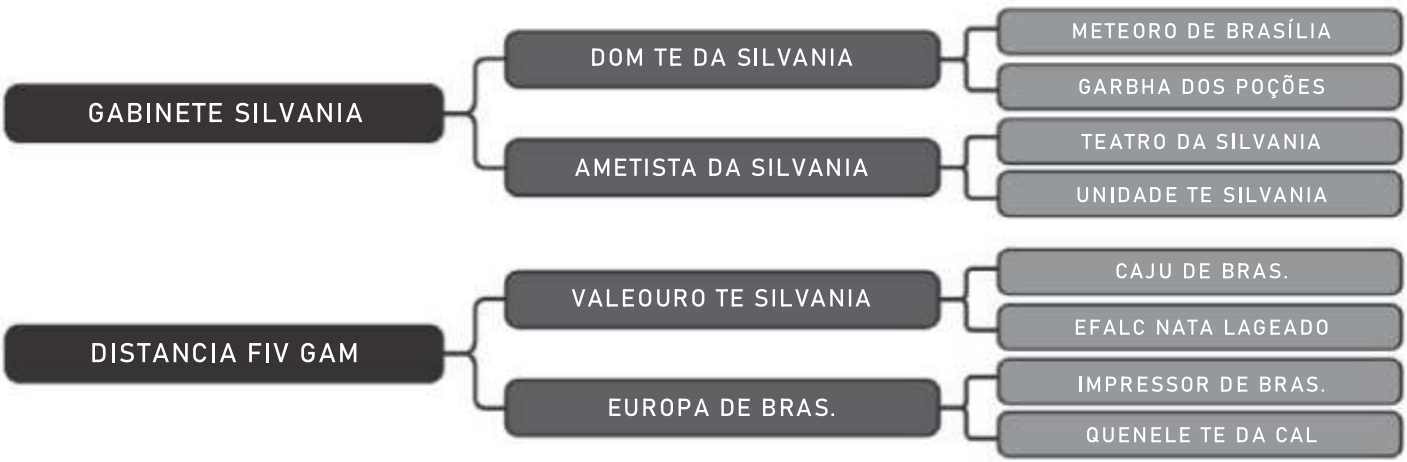 GABINETE SILVANIA
DOM TE DA SILVANIA
METEORO DE BRASÍLIA
GARBHA DOS POÇÕES
AMETISTA DA SILVANIA
TEATRO DA SILVANIA
UNIDADE TE SILVANIA
DISTANCIA FIV GAM
VALEOURO TE SILVANIA
CAJU DE BRAS.
EFALC NATA LAGEADO
EUROPA DE BRAS.
IMPRESSOR DE BRAS.
QUENELE TE DA CAL